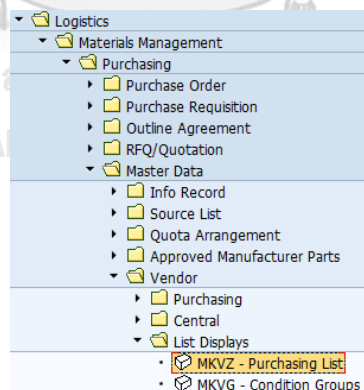 Logistics
Materials Management
Purchasing
Purchase Order
Purchase Requisition
Outline Agreement
RFQ/Quotation
Master Data
Info Record
Source List
Quota Arrangement
Approved Manufacturer Parts
Vendor
Purchasing
Central
List Displays
MKVZ - Purchasing List
MKVG - Condition Groups